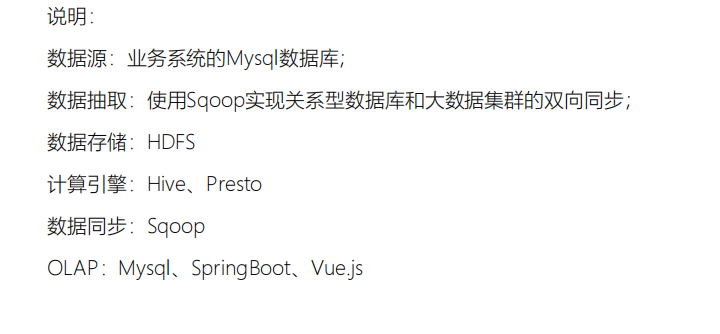 说明：
数据源：业务系统的Mysql数据库；
数据抽取：使用Sqoop实现关系型数据库和大数据集群的双向同步；
数据存储：HDFS
计算引擎：Hive、Presto
数据同步：Sqoop
OLAP：Mysql、SpringBoot、Vue.js